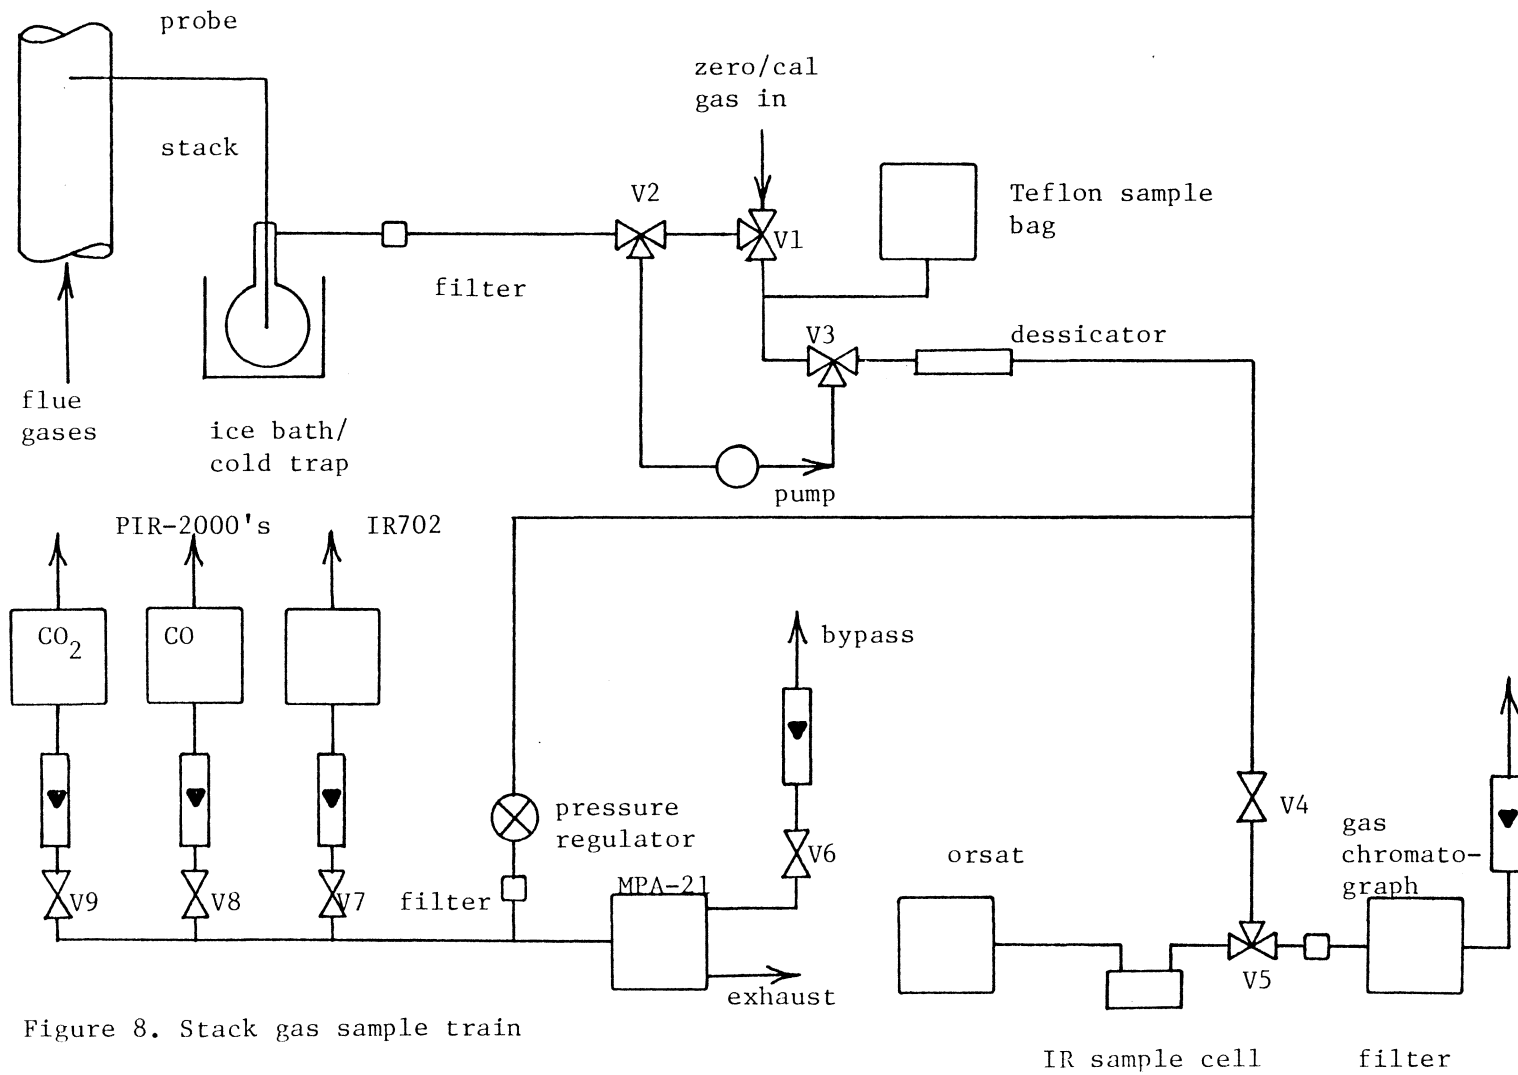 probe
zero/cal
gas in
stack
V2
Teflon sample
bag
V1
filter
V3
dessicator
flue
gases
ice bath/
cold trap
pump
PIR-2000's
IR702
CO2
CO
bypass
pressure
regulator
V4
gas
chromato-
graph
V6
orsat
MPA-21
V9
V8
V7
filter
V5
exhaust
Figure 8. Stack gas sample train
IR sample cell
filter